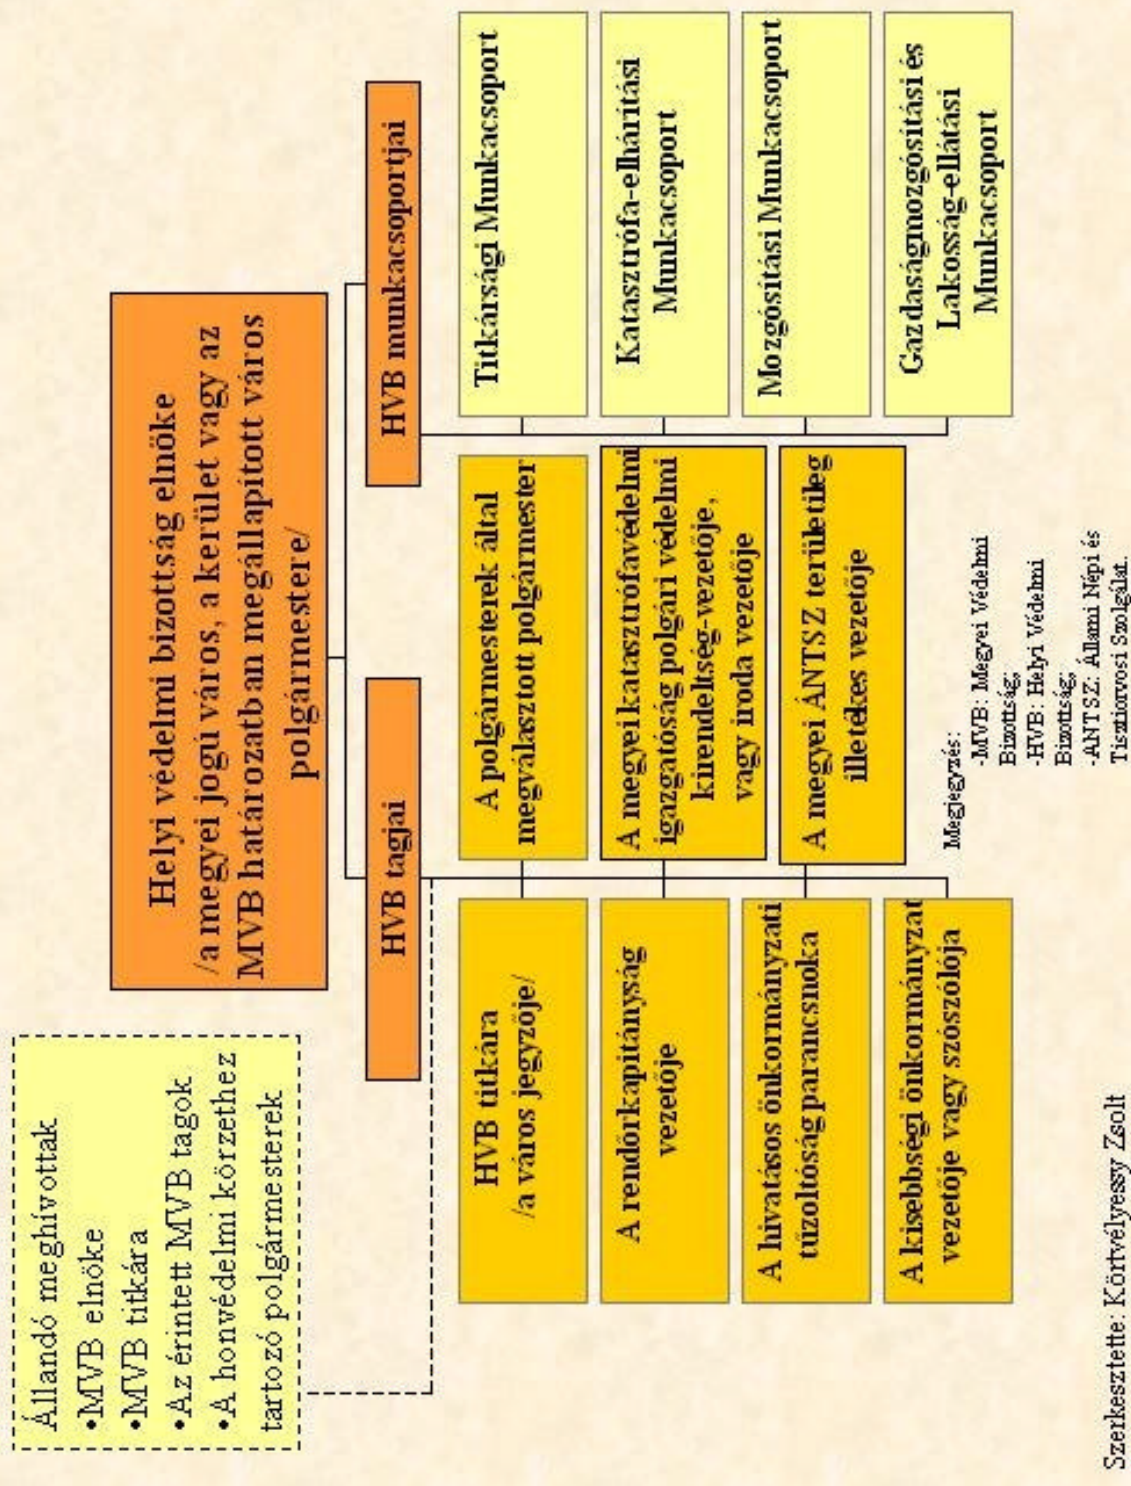 Állandó meghívottak
•MVB elnöke
•MVB titkára
•Az érintett MVB tagok
•A honvédelmi körzethez
tartozó polgármesterek
Helyi védelmi bizottság elnöke
/a megyei jogú város, a kerület vagy az
MVB határozatban megállapított város
polgármestere/
HVB tagjai
HVB munkacsoportjai
HVB titkára
/a város jegyzője/
A rendőrkapitányság
vezetője
A hivatásos önkormányzati
tűzoltóság parancsnoka
A kisebbségi önkormányzat
vezetője vagy szószólója
A polgármesterek által
megválasztott polgármester
A megyei katasztrófavédelmi
igazgatóság polgári védelmi
kirendeltség-vezetője,
vagy iroda vezetője
A megyei ÁNTSZ területileg
illetékes vezetője
Titkársági Munkacsoport
Katasztrófa-elhárítási
Munkacsoport
Mozgósítási Munkacsoport
Gazdaságmozgósítási és
Lakosság-ellátási
Munkacsoport
Megjegyzés:
-MVB: Megyei Védelmi
Bizottság;
-HVB: Helyi Védelmi
Bizottság;
-ÁNTSZ: Állami Népi és
Tisztiorvosi Szolgálat.
Szerkesztette: Körtvélyessy Zsolt